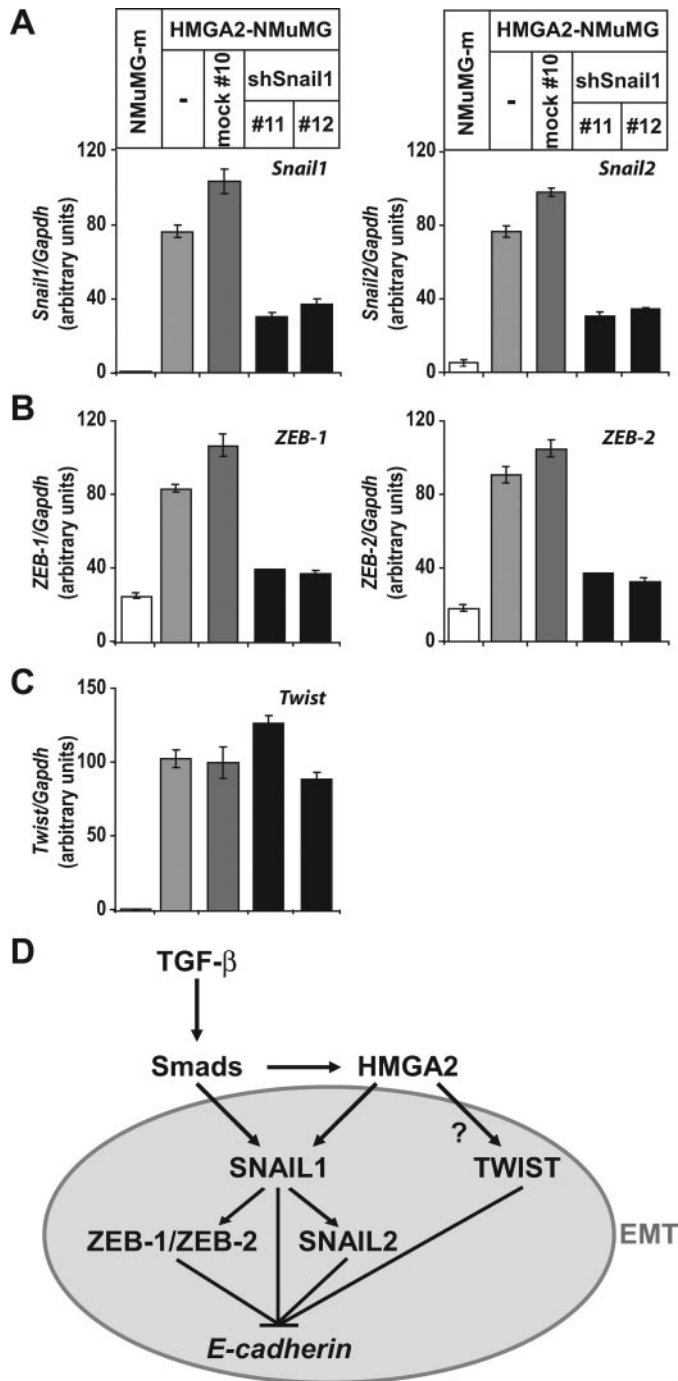 A
NMuMG-m
HMGA2-NMuMG
-
mock #10
shSnail1
#11
#12
Snail1
120
80
40
0
Snail1/Gapdh
(arbitrary units)
NMuMG-m
HMGA2-NMuMG
-
mock #10
shSnail1
#11
#12
Snail2
120
80
40
0
Snail2/Gapdh
(arbitrary units)
B
ZEB-1
120
80
40
0
ZEB-1/Gapdh
(arbitrary units)
ZEB-2
120
80
40
0
ZEB-2/Gapdh
(arbitrary units)
C
Twist
150
100
50
0
Twist/Gapdh
(arbitrary units)
D
TGF-β
Smads
HMGA2
?
SNAIL1
TWIST
ZEB-1/ZEB-2
SNAIL2
EMT
E-cadherin